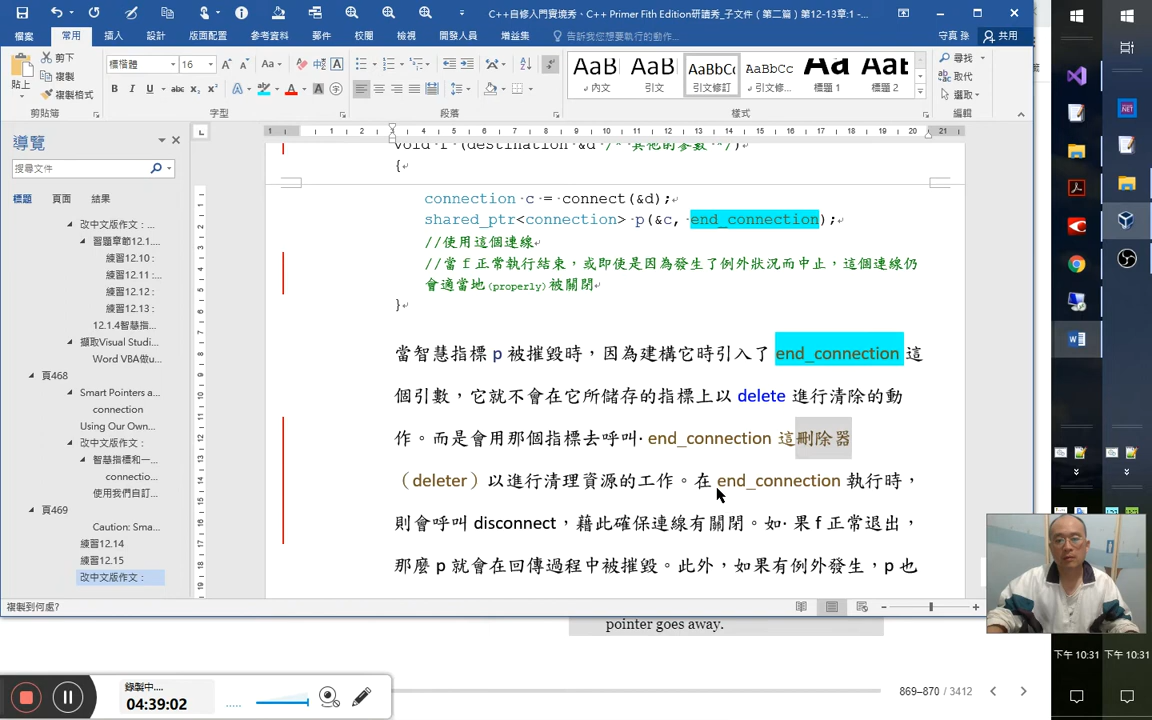 C++自修入門實境秀、C++ Primer Fith Edition研讀秀_子文件（第二篇）第12-13章:1 -...
檔案 常用 插入 設計 版面配置 參考資料 郵件 校閱 檢視 開發人員 增益集 告訴我您想要執行的動作... 守真 孫 共用
貼上 剪下 複製 複製格式
標楷體 16
尋找 取代 選取
AaB AaB AaBbCc AaBbCc Aa Aat
內文 引文 引文修訂 引文修... 標題 1 標題 2
剪貼簿 字型 段落 樣式 編輯
導覽
搜尋文件
標題 頁面 結果
改中文版作文：...
習題章節12.1....
練習12.10：
練習12.11：
練習12.12：
練習12.13：
12.1.4智慧指...
擷取Visual Studi...
Word VBA做u...
頁468
Smart Pointers a...
connection
Using Our Own...
改中文版作文：
智慧指標和一...
connectio...
使用我們自訂...
頁469
Caution: Sma...
練習12.14
練習12.15
改中文版作文：
void f (destination &d /* 其他的參數 */)
{
connection c = connect(&d);
shared_ptr<connection> p(&c, end_connection);
//使用這個連線
//當 f 正常執行結束，或即使是因為發生了例外狀況而中止，這個連線仍
會適當地(properly)被關閉
}
當智慧指標 p 被摧毀時，因為建構它時引入了 end_connection 這
個引數，它就不會在它所儲存的指標上以 delete 進行清除的動
作。而是會用那個指標去呼叫 end_connection 這刪除器
（deleter）以進行清理資源的工作。在 end_connection 執行時，
則會呼叫 disconnect，藉此確保連線有關閉。如 果 f 正常退出，
那麼 p 就會在回傳過程中被摧毀。此外，如果有例外發生，p 也
複製到何處?
pointer goes away.
869–870 / 3412
錄製中....
04:39:02
下午 10:31 下午 10:31